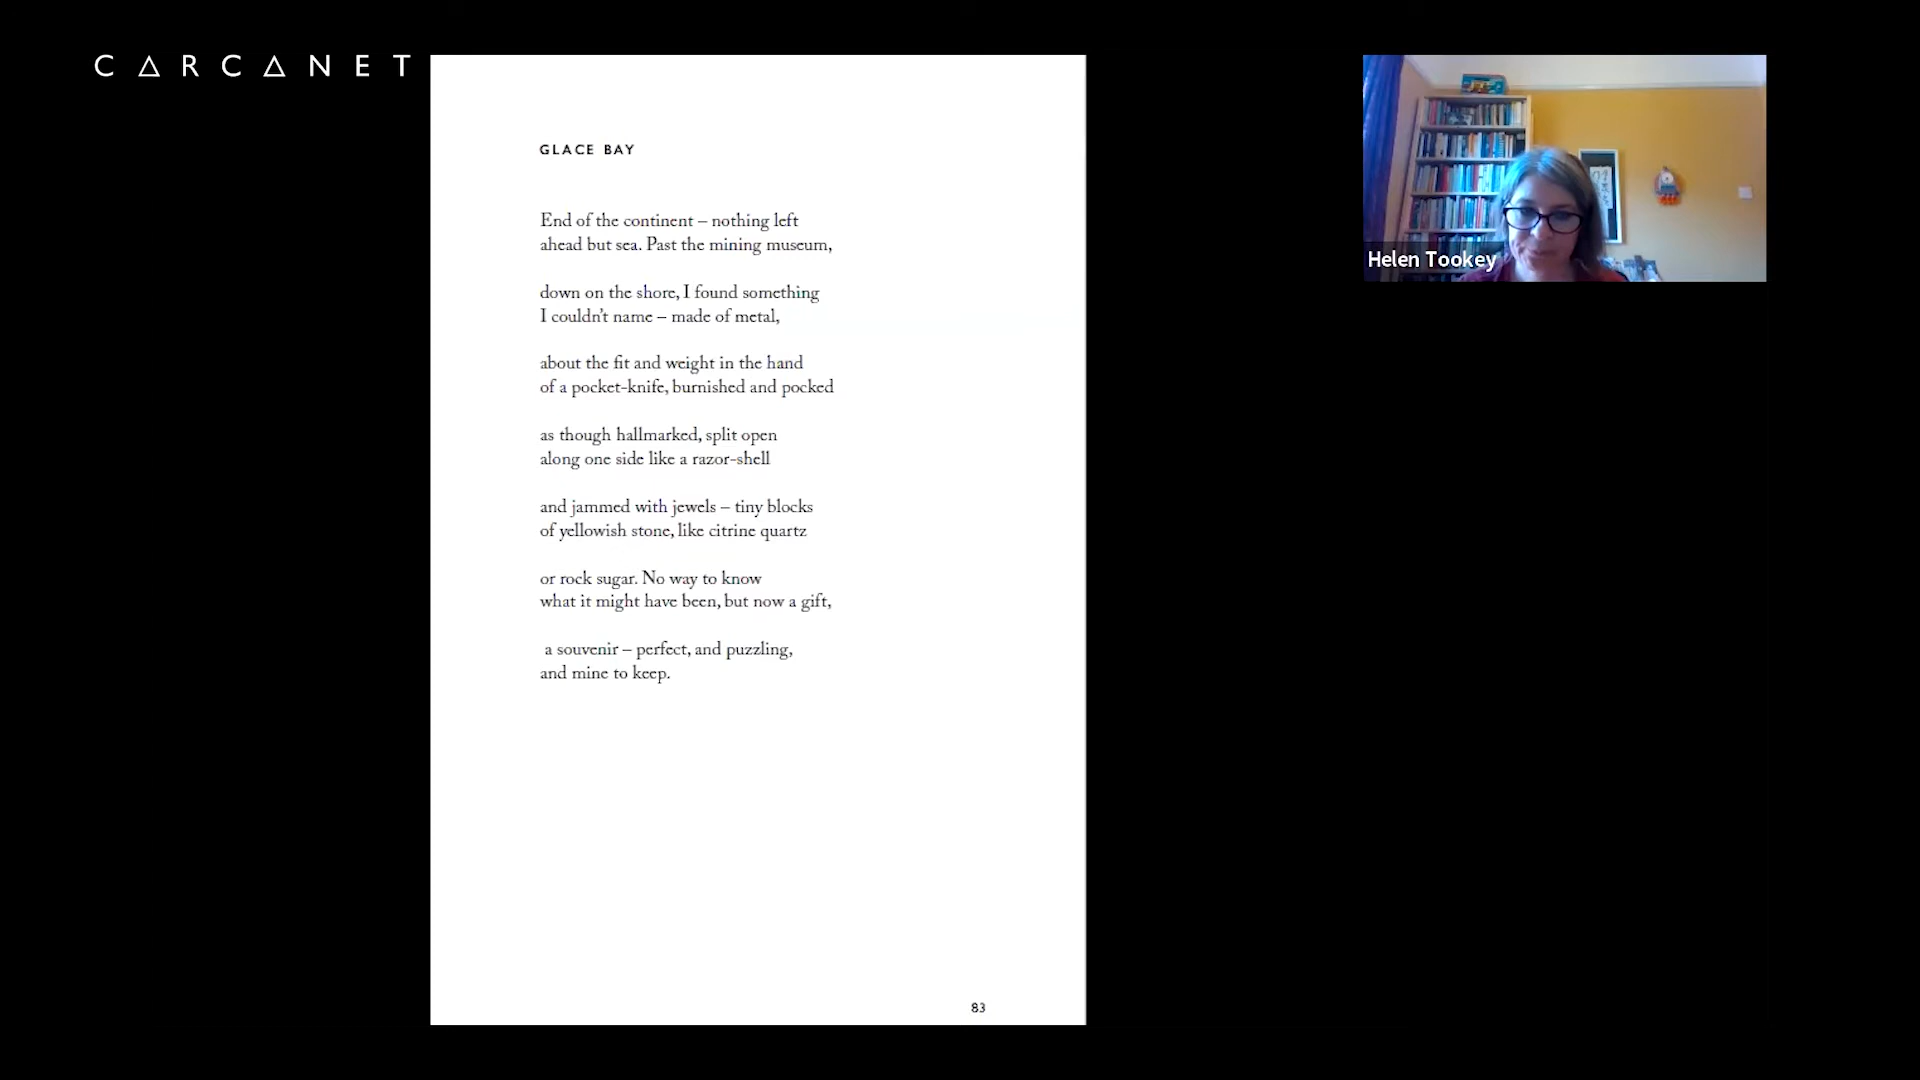 CARCANET
GLACE BAY
End of the continent – nothing left
ahead but sea. Past the mining museum,
down on the shore, I found something
I couldn't name – made of metal,
about the fit and weight in the hand
of a pocket-knife, burnished and pocked
as though hallmarked, split open
along one side like a razor-shell
and jammed with jewels – tiny blocks
of yellowish stone, like citrine quartz
or rock sugar. No way to know
what it might have been, but now a gift,
a souvenir – perfect, and puzzling,
and mine to keep.
83
Helen Tookey